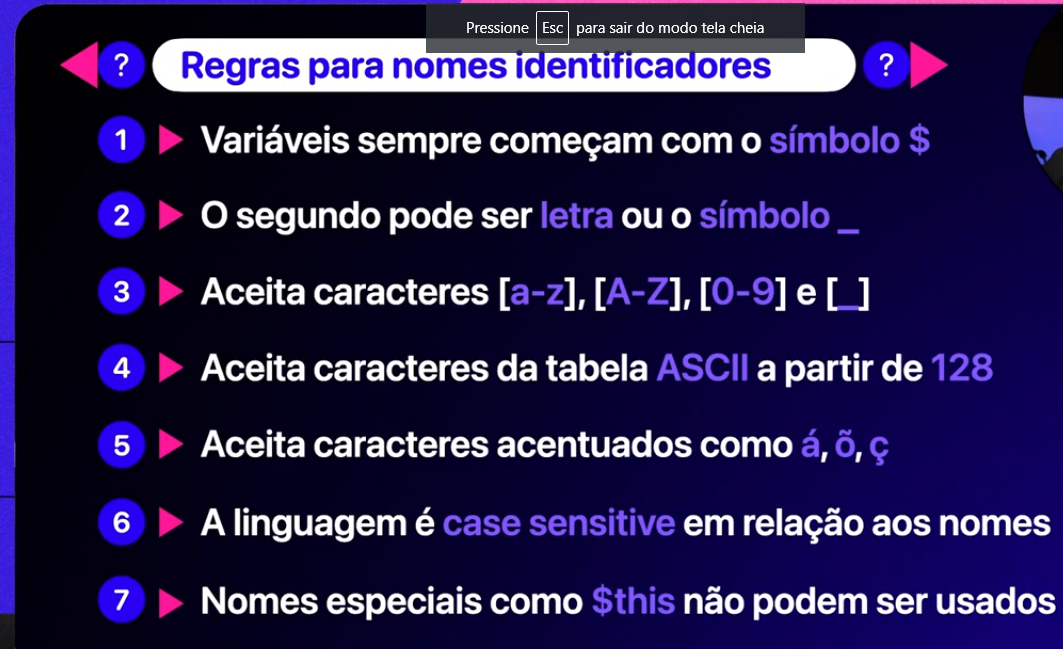 Pressione Esc para sair do modo tela cheia
? Regras para nomes identificadores ?
1 Variáveis sempre começam com o símbolo $
2 O segundo pode ser letra ou o símbolo _
3 Aceita caracteres [a-z], [A-Z], [0-9] e [_]
4 Aceita caracteres da tabela ASCII a partir de 128
5 Aceita caracteres acentuados como á, õ, ç
6 A linguagem é case sensitive em relação aos nomes
7 Nomes especiais como $this não podem ser usados